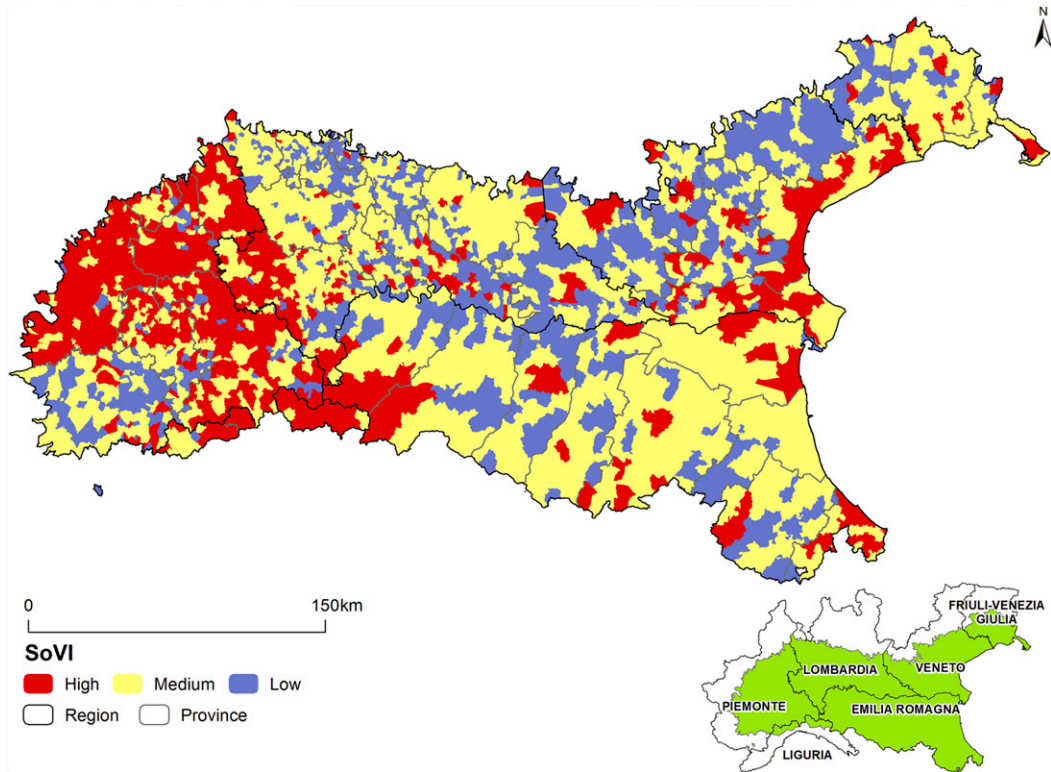 N
0 150km
SoVI
High Medium Low
Region Province
FRIULI-VENEZIA
GIULIA
LOMBARDIA
VENETO
PIEMONTE
EMILIA ROMAGNA
LIGURIA